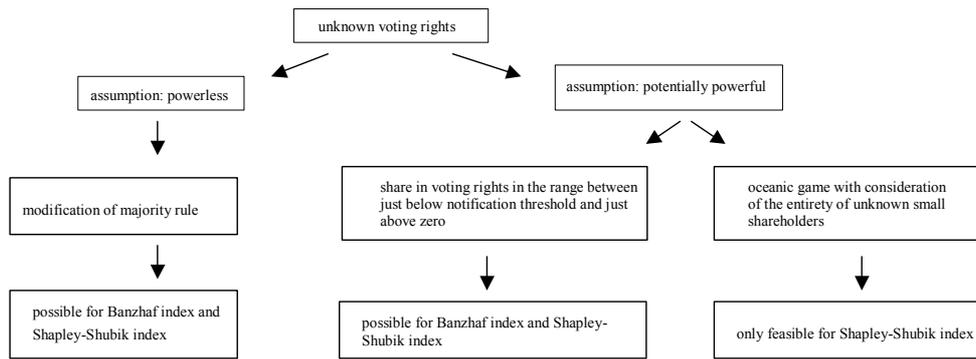 unknown voting rights
assumption: powerless
assumption: potentially powerful
modification of majority rule
share in voting rights in the range between
just below notification threshold and just
above zero
oceanic game with consideration
of the entirety of unknown small
shareholders
possible for Banzhaf index and
Shapley-Shubik index
possible for Banzhaf index and Shapley-
Shubik index
only feasible for Shapley-Shubik index